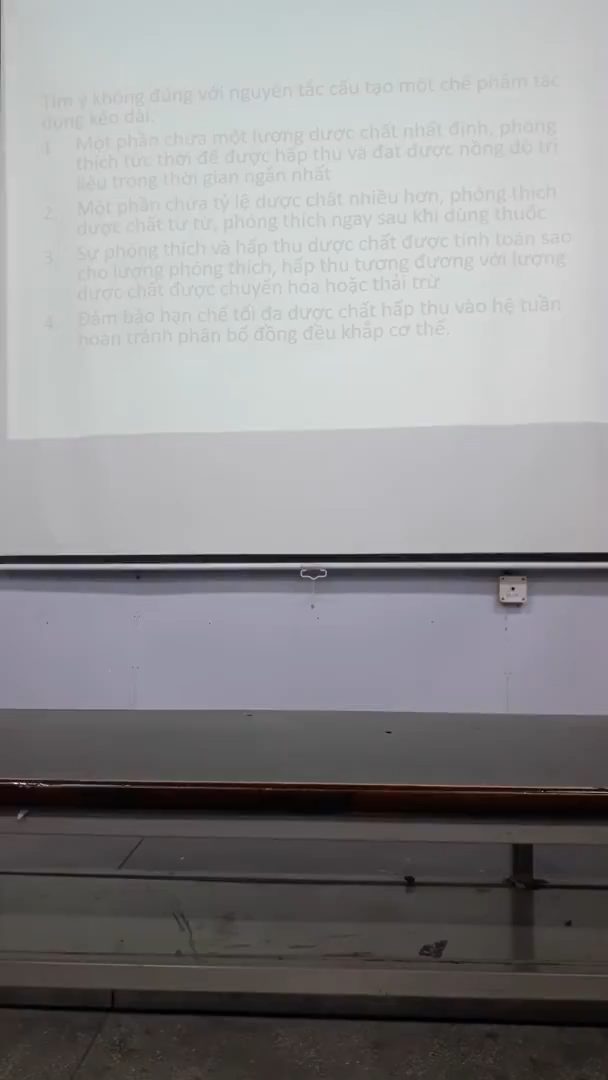 Tìm ý không đúng với nguyên tắc cấu tạo một chế phẩm tác
dụng kéo dài.
1. Một phần chứa một lượng dược chất nhất định, phóng
thích tức thời để được hấp thu và đạt được nồng độ trị
liệu trong thời gian ngắn nhất
2. Một phần chứa tỷ lệ dược chất nhiều hơn, phóng thích
dược chất từ từ, phóng thích ngay sau khi dùng thuốc
3. Sự phóng thích và hấp thu dược chất được tính toán sao
cho lượng phóng thích, hấp thu tương đương với lượng
dược chất được chuyển hóa hoặc thải trừ
4. Đảm bảo hạn chế tối đa dược chất hấp thu vào hệ tuần
hoàn tránh phân bố đồng đều khắp cơ thể.